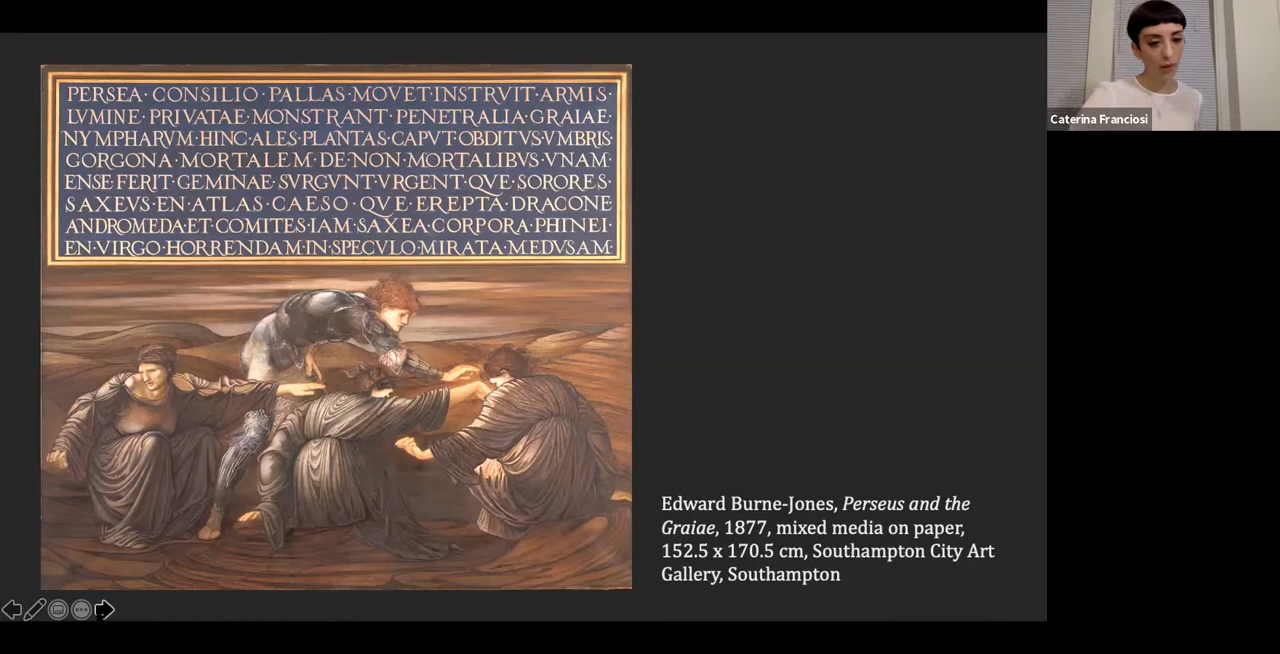 PERSEA · CONSILIO · PALLAS · MOVET · INSTRVIT · ARMIS ·
LVMINE · PRIVATAE · MONSTRANT · PENETRALIA · GRAIAE ·
NYMPHARVM · HINC · ALES · PLANTAS · CAPVT · OBDITVS · VMBRIS ·
GORGONA · MORTALEM · DE · NON · MORTALIBVS · VNAM ·
ENSE · FERIT · GEMINAE · SVRGVNT · VRGENT · QVE · SORORES ·
SAXEVS · EN · ATLAS · CAESO · QVE · EREPTA · DRACONE
ANDROMEDA · ET · COMITES · IAM · SAXEA · CORPORA · PHINEI ·
EN · VIRGO · HORRENDAM · IN · SPECVLO · MIRATA · MEDVSAM ·
Edward Burne-Jones, Perseus and the
Graiae, 1877, mixed media on paper,
152.5 x 170.5 cm, Southampton City Art
Gallery, Southampton
Caterina Franciosi